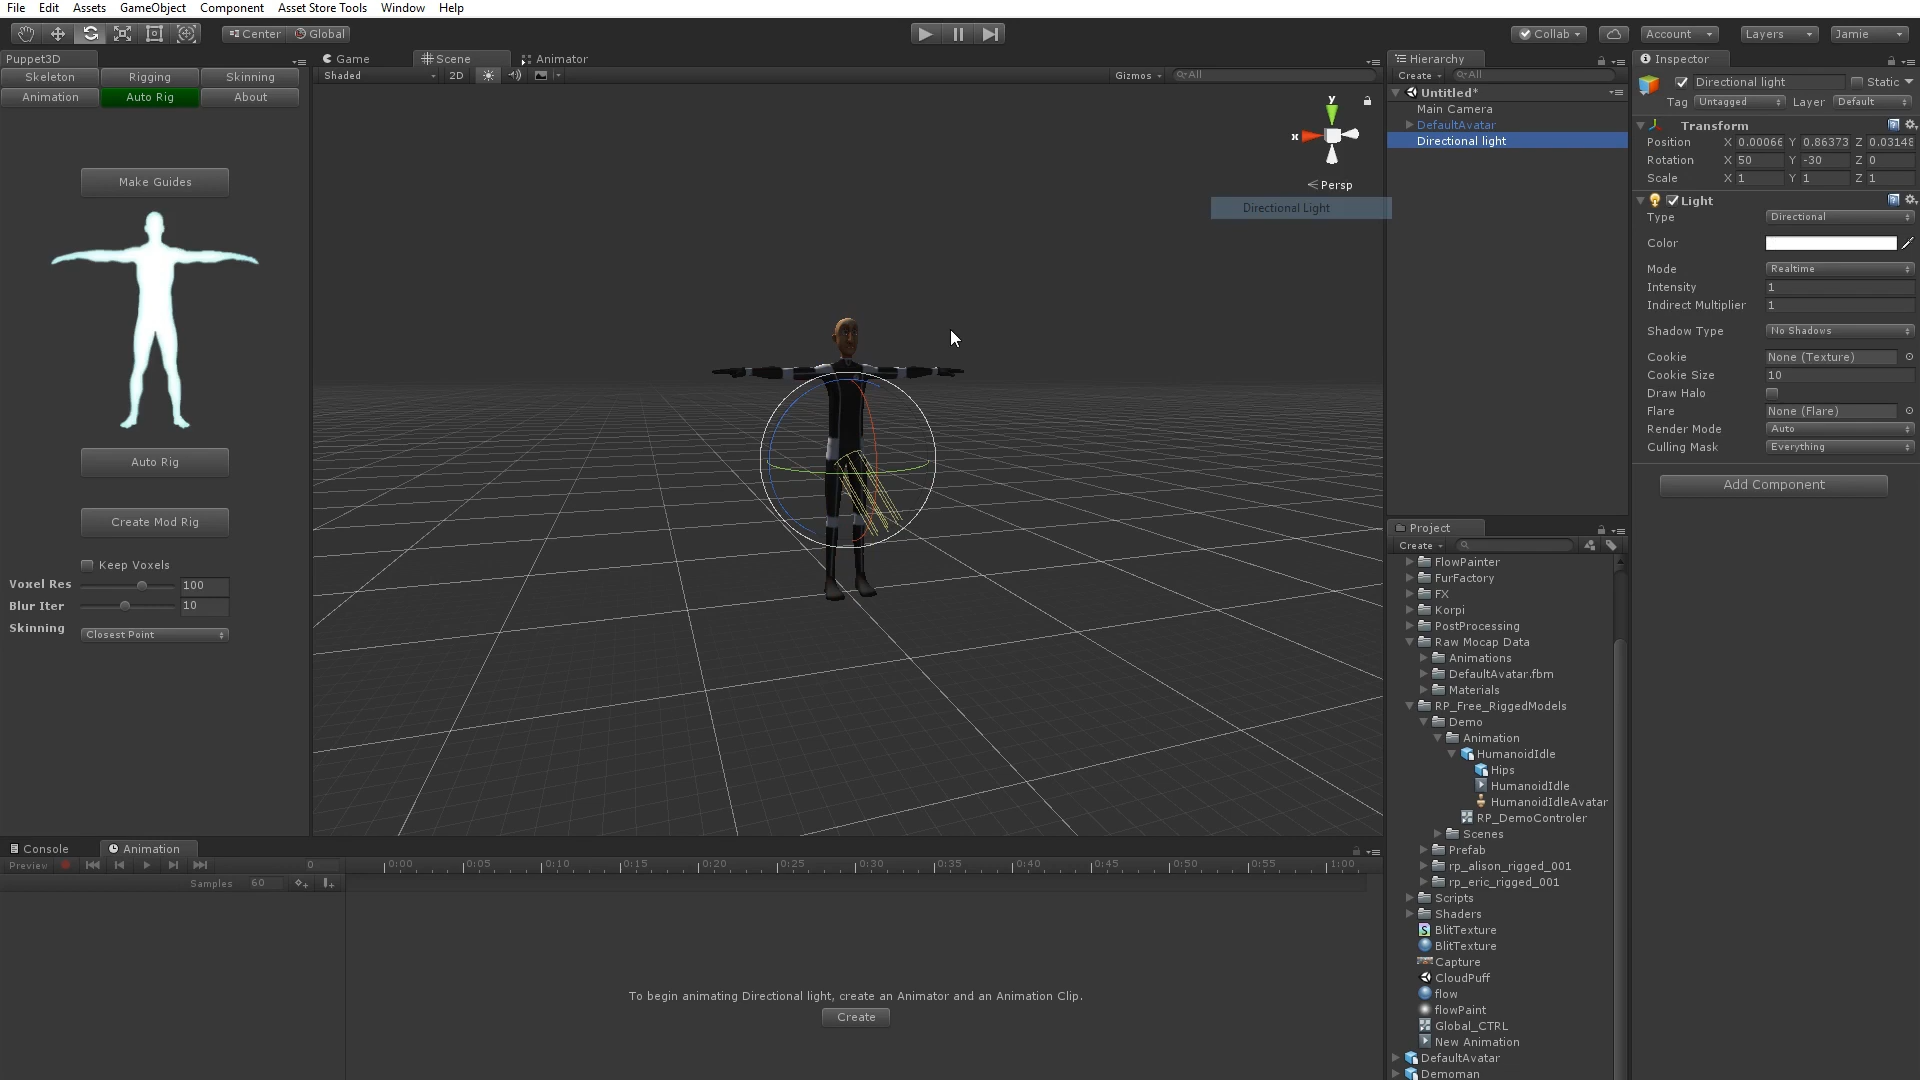 File Edit Assets GameObject Component Asset Store Tools Window Help
Center Global
Collab Account Layers Jamie
Puppet3D
Skeleton Rigging Skinning
Animation Auto Rig About
Make Guides
Auto Rig
Create Mod Rig
Keep Voxels
Voxel Res 100
Blur Iter 10
Skinning Closest Point
Game Scene Animator
Shaded 2D Gizmos All
y
x
Persp
Directional Light
Console Animation
Preview 0 0:00 0:05 0:10 0:15 0:20 0:25 0:30 0:35 0:40 0:45 0:50 0:55 1:00
Samples 60
To begin animating Directional light, create an Animator and an Animation Clip.
Create
Hierarchy
Create All
Untitled*
Main Camera
DefaultAvatar
Directional light
Project
Create
FlowPainter
FurFactory
FX
Korpi
PostProcessing
Raw Mocap Data
Animations
DefaultAvatar.fbm
Materials
RP_Free_RiggedModels
Demo
Animation
HumanoidIdle
Hips
HumanoidIdle
HumanoidIdleAvatar
RP_DemoControler
Scenes
Prefab
rp_alison_rigged_001
rp_eric_rigged_001
Scripts
Shaders
BlitTexture
BlitTexture
Capture
CloudPuff
flow
flowPaint
Global_CTRL
New Animation
DefaultAvatar
Demoman
Inspector
Directional light Static
Tag Untagged Layer Default
Transform
Position X 0.00066 Y 0.86373 Z 0.03148
Rotation X 50 Y -30 Z 0
Scale X 1 Y 1 Z 1
Light
Type Directional
Color
Mode Realtime
Intensity 1
Indirect Multiplier 1
Shadow Type No Shadows
Cookie None (Texture)
Cookie Size 10
Draw Halo
Flare None (Flare)
Render Mode Auto
Culling Mask Everything
Add Component